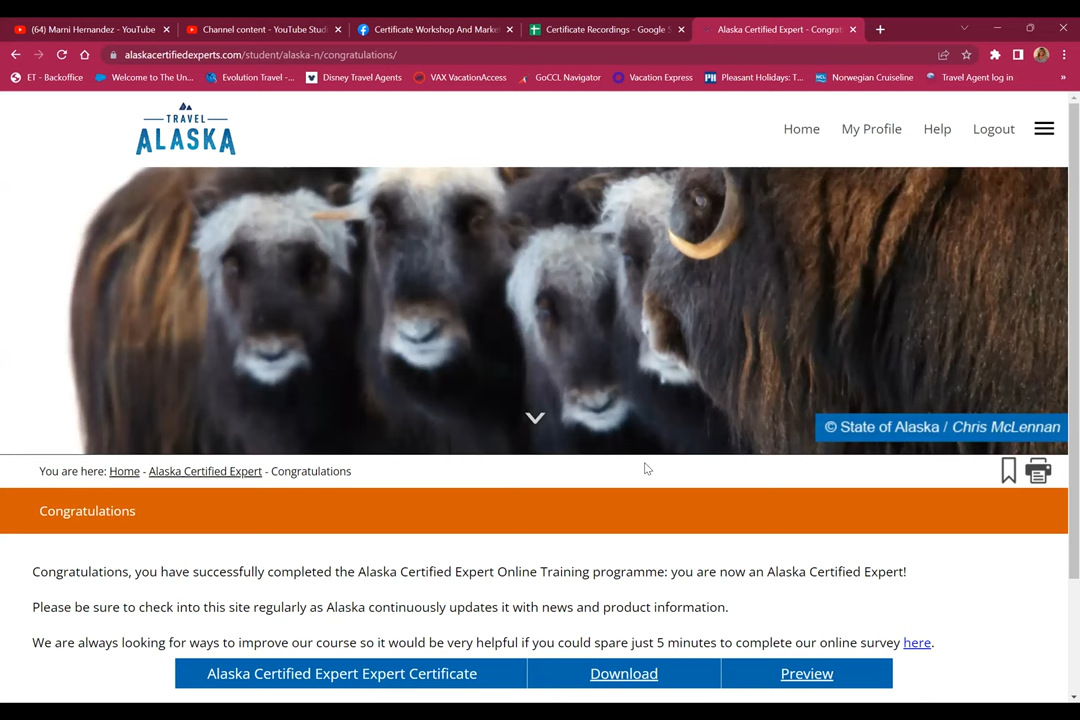 (64) Marni Hernandez - YouTube
Channel content - YouTube Studi
Certificate Workshop And Market
Certificate Recordings - Google S
Alaska Certified Expert - Congrat
alaskacertifiedexperts.com/student/alaska-n/congratulations/
ET - Backoffice
Welcome to The Un...
Evolution Travel -...
Disney Travel Agents
VAX VacationAccess
GoCCL Navigator
Vacation Express
Pleasant Holidays: T...
Norwegian Cruiseline
Travel Agent log in
»
TRAVEL
ALASKA
Home
My Profile
Help
Logout
© State of Alaska / Chris McLennan
You are here: Home - Alaska Certified Expert - Congratulations
Congratulations
Congratulations, you have successfully completed the Alaska Certified Expert Online Training programme: you are now an Alaska Certified Expert!
Please be sure to check into this site regularly as Alaska continuously updates it with news and product information.
We are always looking for ways to improve our course so it would be very helpful if you could spare just 5 minutes to complete our online survey here.
Alaska Certified Expert Expert Certificate
Download
Preview